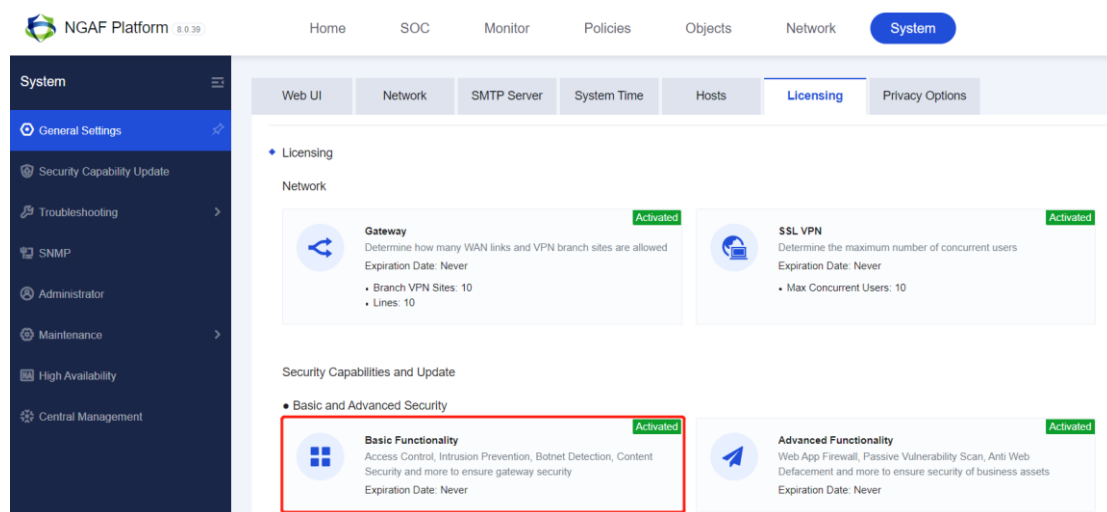 NGAF Platform 8.0.39
Home SOC Monitor Policies Objects Network System
System
General Settings
Security Capability Update
Troubleshooting
SNMP
Administrator
Maintenance
High Availability
Central Management
Web UI Network SMTP Server System Time Hosts Licensing Privacy Options
Licensing
Network
Activated
Gateway
Determine how many WAN links and VPN branch sites are allowed
Expiration Date: Never
• Branch VPN Sites: 10
• Lines: 10
Activated
SSL VPN
Determine the maximum number of concurrent users
Expiration Date: Never
• Max Concurrent Users: 10
Security Capabilities and Update
● Basic and Advanced Security
Activated
Basic Functionality
Access Control, Intrusion Prevention, Botnet Detection, Content
Security and more to ensure gateway security
Expiration Date: Never
Activated
Advanced Functionality
Web App Firewall, Passive Vulnerability Scan, Anti Web
Defacement and more to ensure security of business assets
Expiration Date: Never